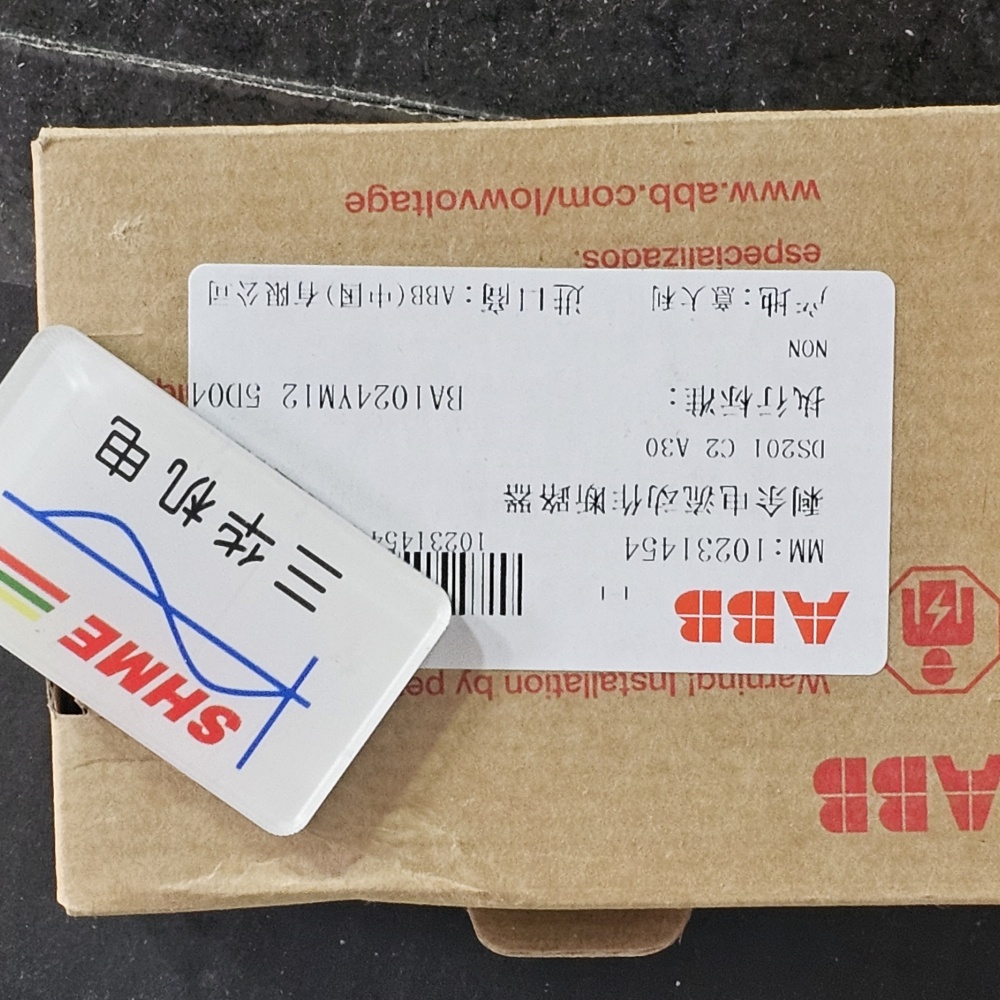 ABB
Warning! Installation by pe
ABB
MM:10231454
10231454
剩余电流动作断路器
DS201 C2 A30
执行标准: BA1024YM12 5D04
NON
产地:意大利 进口商:ABB(中国)有限公司
especializados.
www.abb.com/lowvoltage
SHME
三华机电